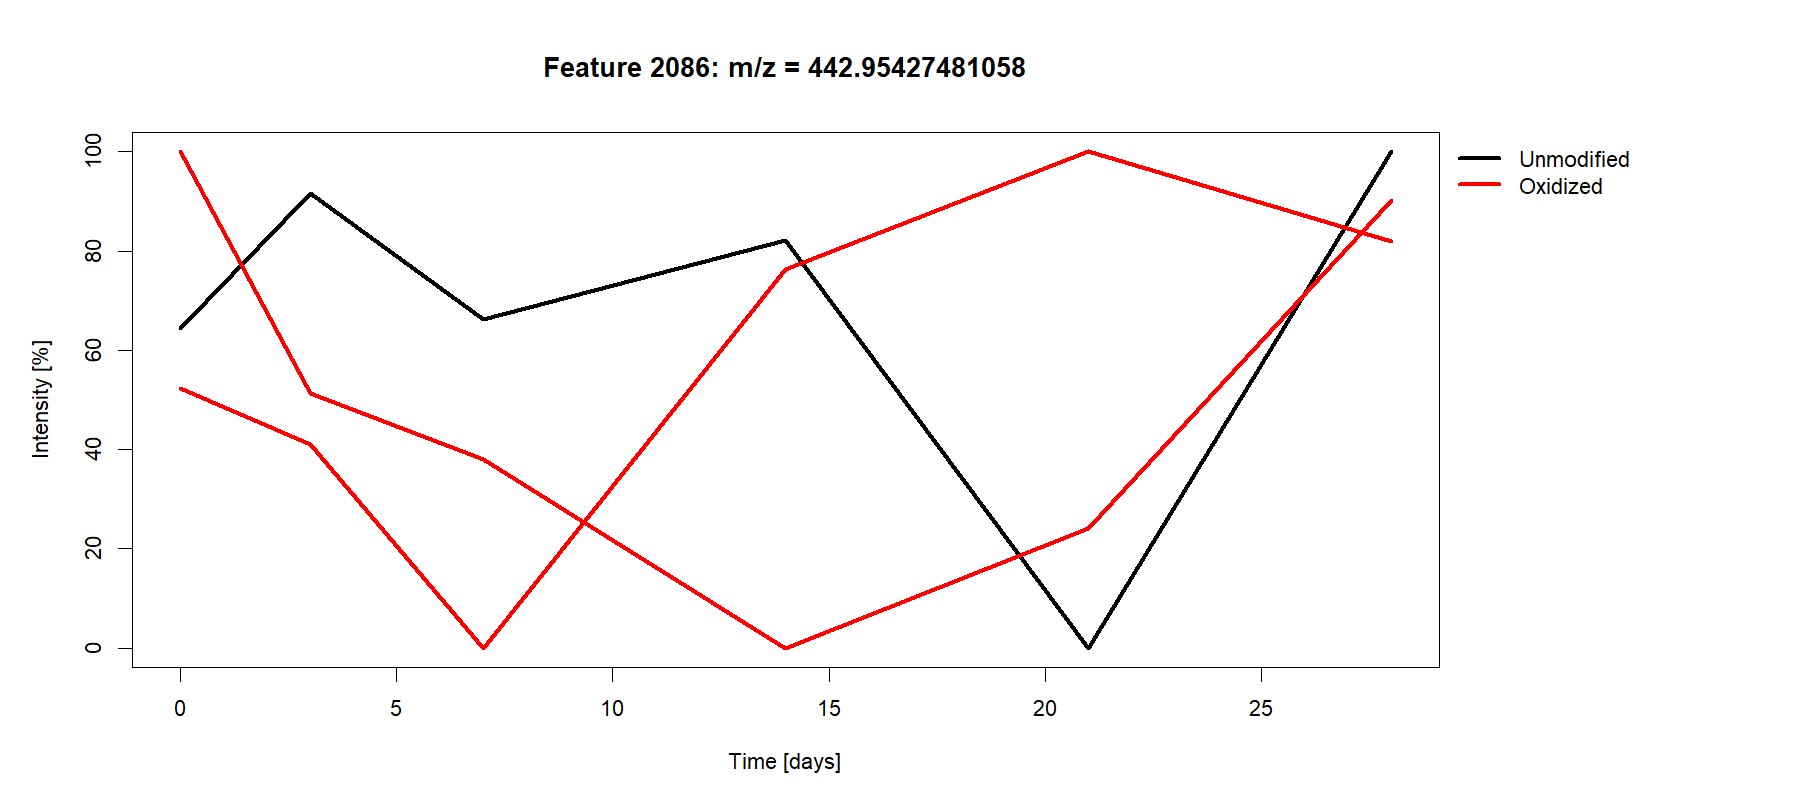 Feature 2086: m/z = 442.95427481058
Unmodified
Oxidized
Intensity [%]
100
80
60
40
20
0
0 5 10 15 20 25
Time [days]